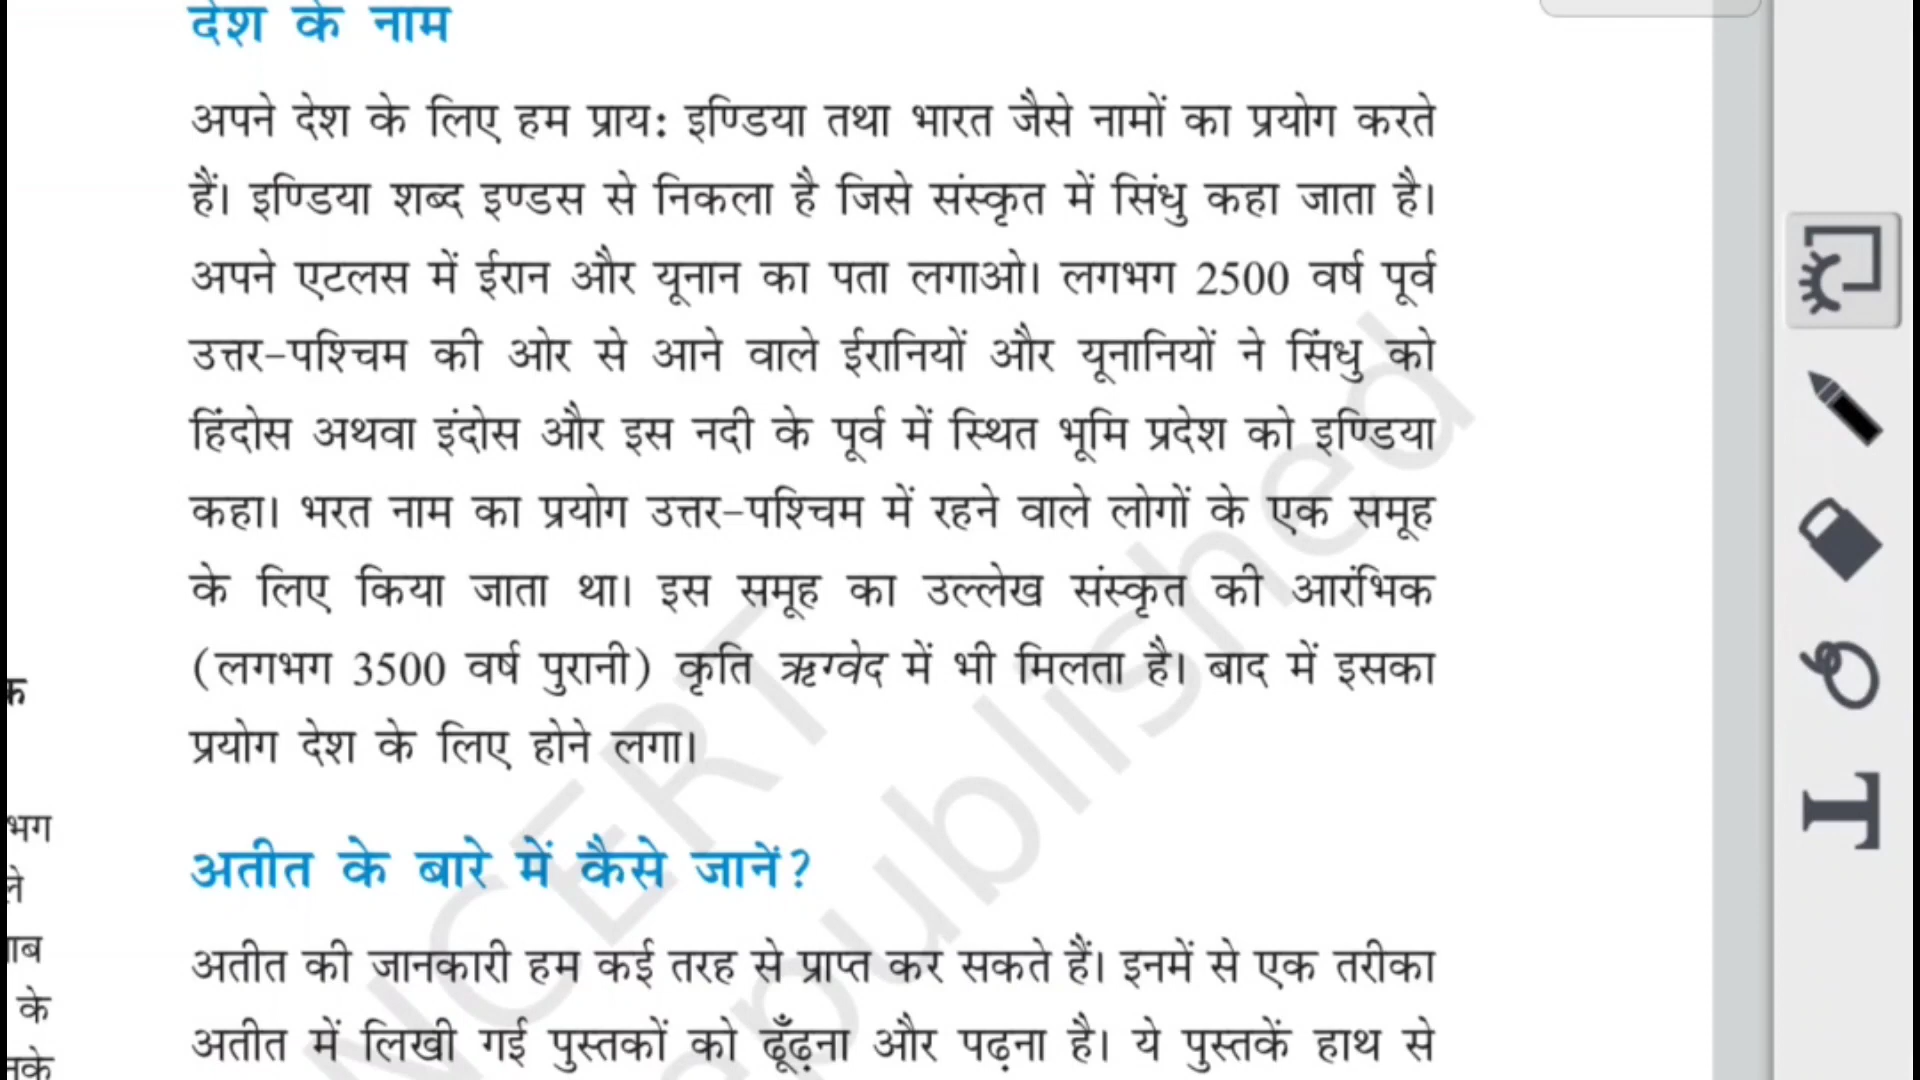 देश के नाम
अपने देश के लिए हम प्राय: इण्डिया तथा भारत जैसे नामों का प्रयोग करते
हैं। इण्डिया शब्द इण्डस से निकला है जिसे संस्कृत में सिंधु कहा जाता है।
अपने एटलस में ईरान और यूनान का पता लगाओ। लगभग 2500 वर्ष पूर्व
उत्तर-पश्चिम की ओर से आने वाले ईरानियों और यूनानियों ने सिंधु को
हिंदोस अथवा इंदोस और इस नदी के पूर्व में स्थित भूमि प्रदेश को इण्डिया
कहा। भरत नाम का प्रयोग उत्तर-पश्चिम में रहने वाले लोगों के एक समूह
के लिए किया जाता था। इस समूह का उल्लेख संस्कृत की आरंभिक
(लगभग 3500 वर्ष पुरानी) कृति ऋग्वेद में भी मिलता है। बाद में इसका
प्रयोग देश के लिए होने लगा।
अतीत के बारे में कैसे जानें?
अतीत की जानकारी हम कई तरह से प्राप्त कर सकते हैं। इनमें से एक तरीका
अतीत में लिखी गई पुस्तकों को ढूँढ़ना और पढ़ना है। ये पुस्तकें हाथ से
के
NCERT
republished